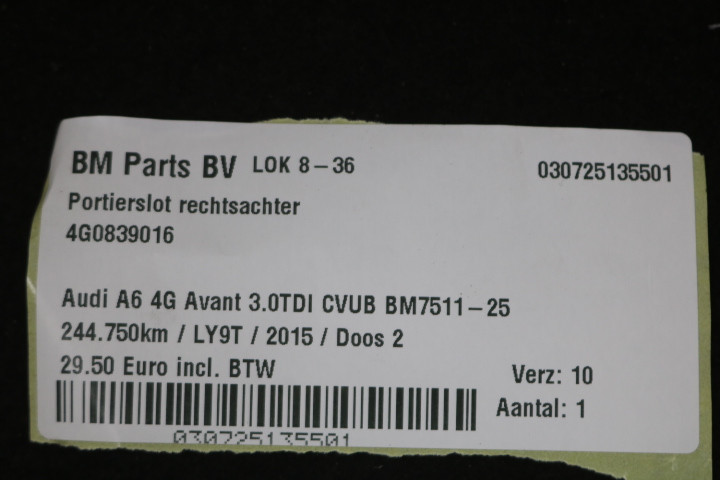 BM Parts BV LOK 8-36 030725135501
Portierslot rechtsachter
4G0839016
Audi A6 4G Avant 3.0TDI CVUB BM7511-25
244.750km / LY9T / 2015 / Doos 2
29.50 Euro incl. BTW
Verz: 10
Aantal: 1
030725135501